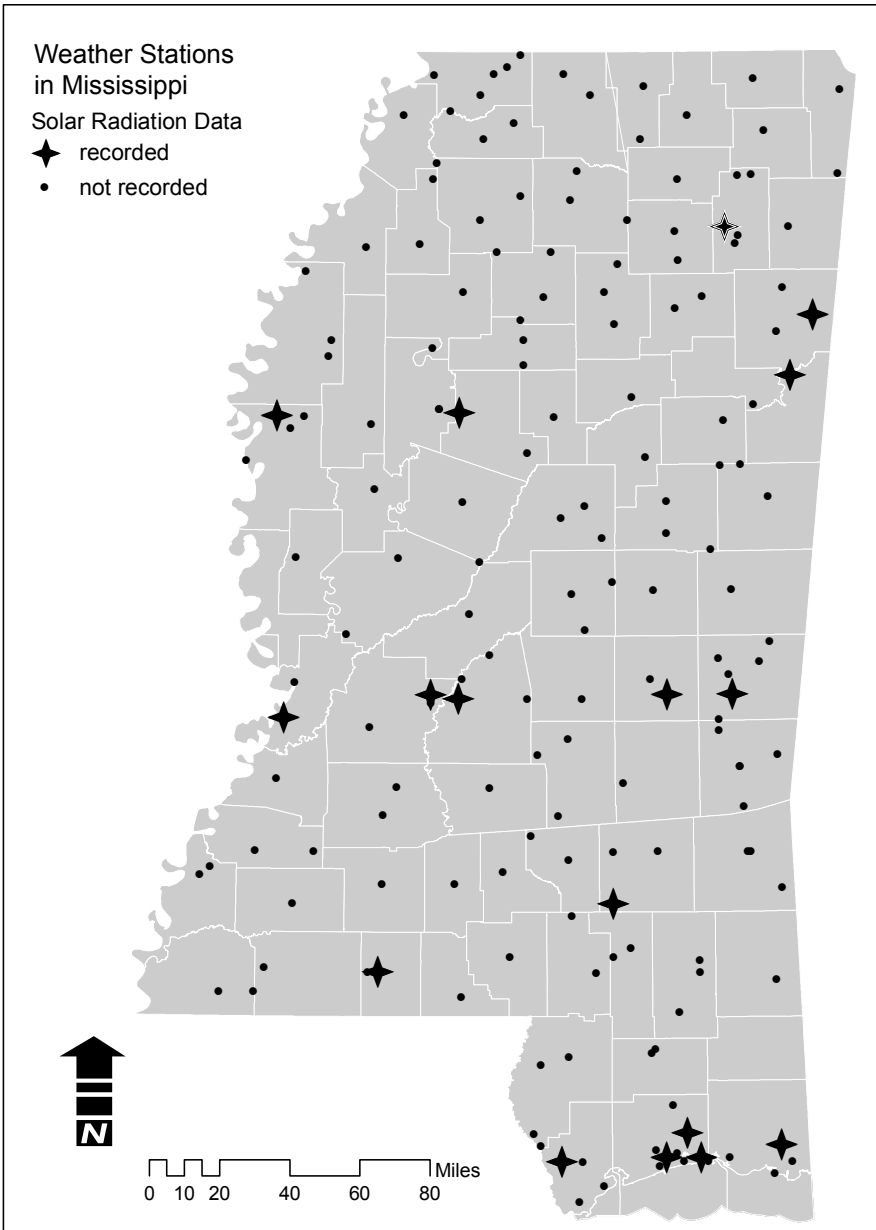 Weather Stations
in Mississippi
Solar Radiation Data
recorded
not recorded
N
Miles
0 10 20 40 60 80